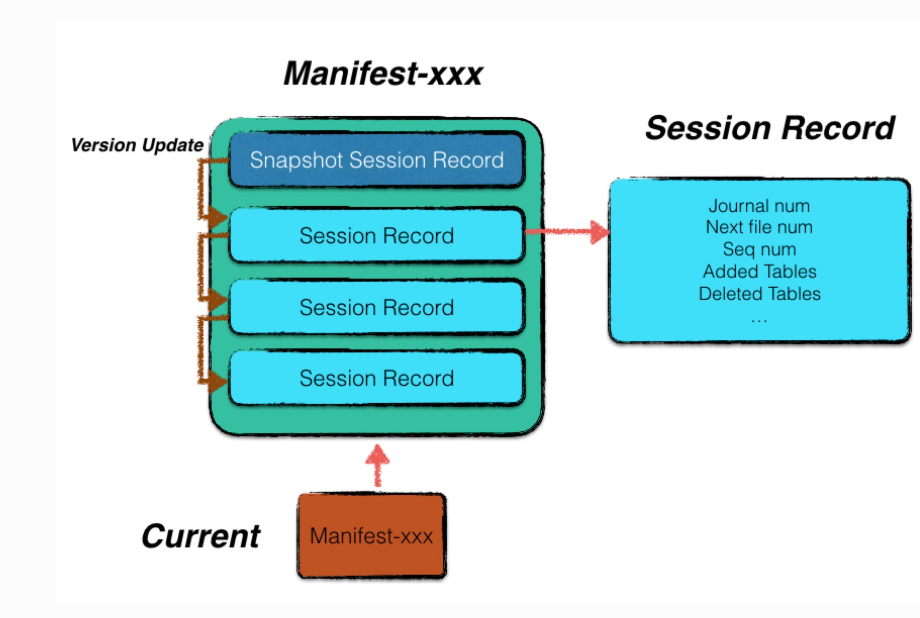 Manifest-xxx
Session Record
Version Update
Snapshot Session Record
Session Record
Session Record
Session Record
Journal num
Next file num
Seq num
Added Tables
Deleted Tables
...
Current
Manifest-xxx